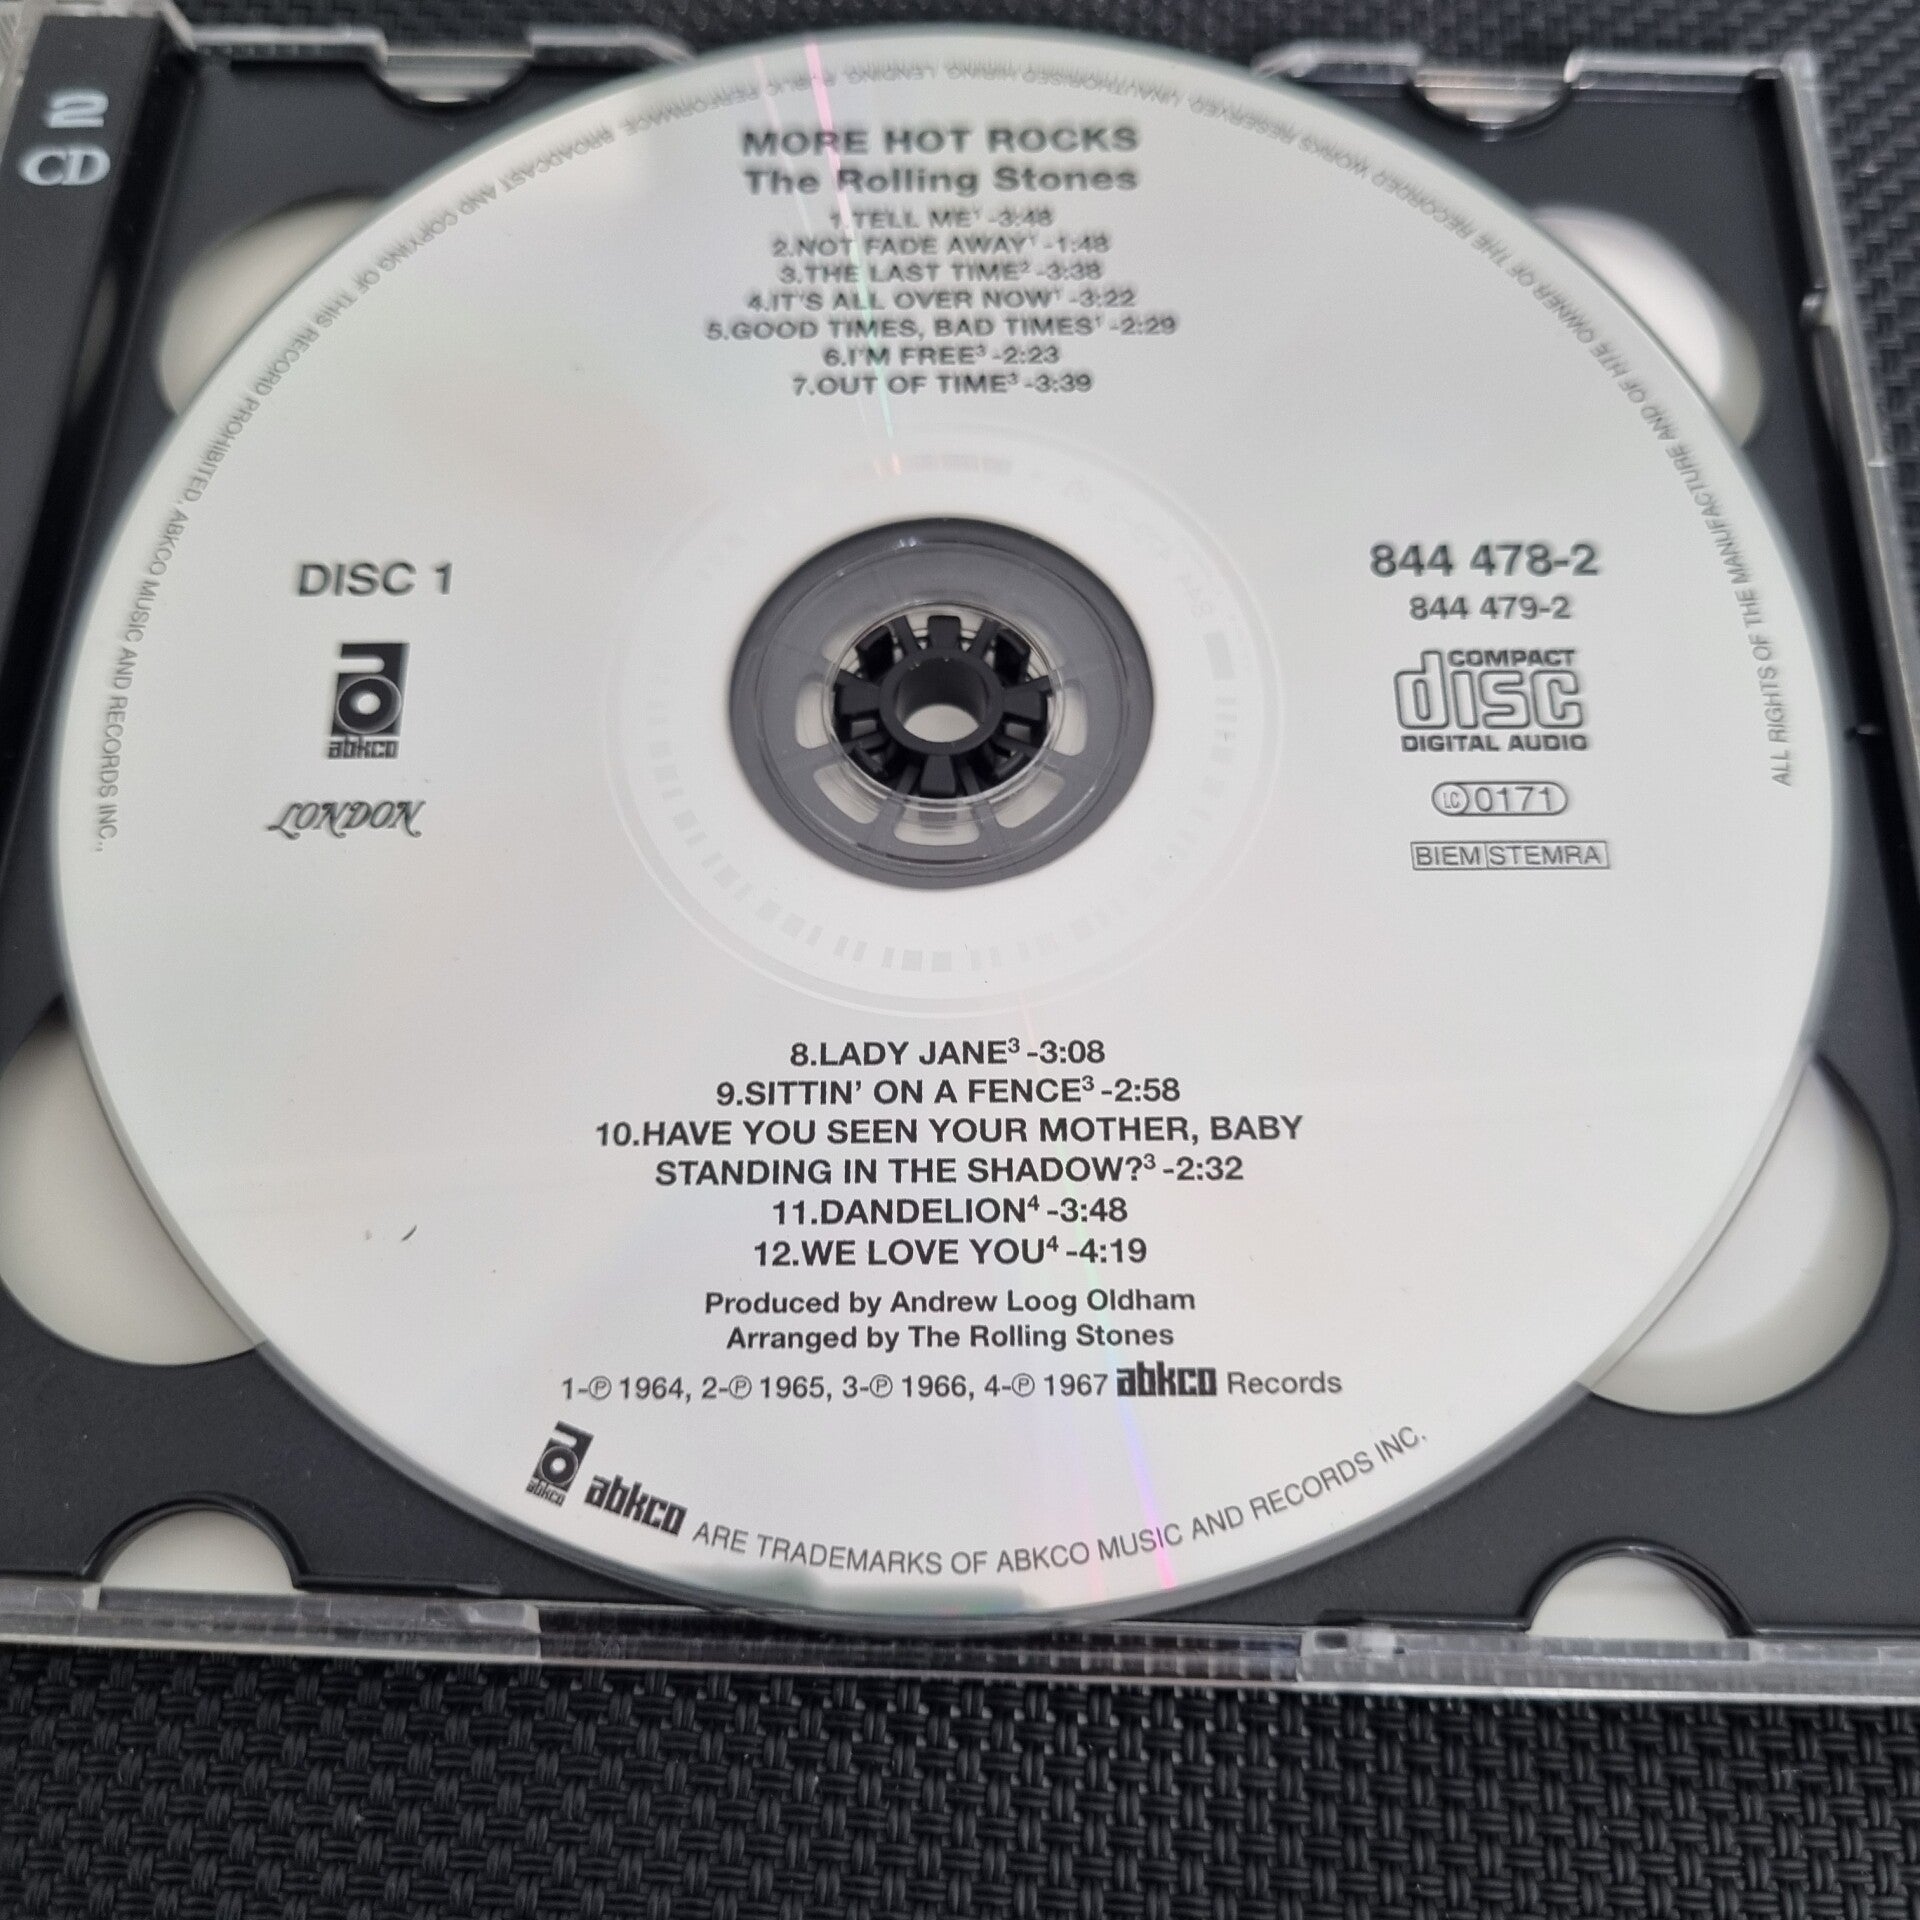 2
CD
MORE HOT ROCKS
The Rolling Stones
1.TELL ME¹ -3:48
2.NOT FADE AWAY¹ -1:48
3.THE LAST TIME² -3:38
4.IT'S ALL OVER NOW¹ -3:22
5.GOOD TIMES, BAD TIMES¹ -2:29
6.I'M FREE³ -2:23
7.OUT OF TIME³ -3:39
DISC 1
abkco
LONDON
844 478-2
844 479-2
COMPACT
disc
DIGITAL AUDIO
LC 0171
BIEM STEMRA
8.LADY JANE³ -3:08
9.SITTIN' ON A FENCE³ -2:58
10.HAVE YOU SEEN YOUR MOTHER, BABY
STANDING IN THE SHADOW?³ -2:32
11.DANDELION⁴ -3:48
12.WE LOVE YOU⁴ -4:19
Produced by Andrew Loog Oldham
Arranged by The Rolling Stones
1-℗ 1964, 2-℗ 1965, 3-℗ 1966, 4-℗ 1967 abkco Records
abkco abkco ARE TRADEMARKS OF ABKCO MUSIC AND RECORDS INC.
ALL RIGHTS OF THE MANUFACTURE AND OF HTE OWNER OF THE RECORDER WORKS RESERVED UNAUTHORISED HIRING LENDING PUBLIC PERFORMACE BROADCAST AND COPYING OF THIS RECORD PROHIBITED. ABKCO MUSIC AND RECORDS INC.,